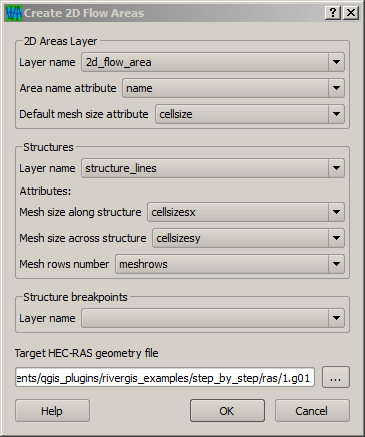 Create 2D Flow Areas
2D Areas Layer
Layer name 2d_flow_area
Area name attribute name
Default mesh size attribute cellsize
Structures
Layer name structure_lines
Attributes:
Mesh size along structure cellsizesx
Mesh size across structure cellsizesy
Mesh rows number meshrows
Structure breakpoints
Layer name
Target HEC-RAS geometry file
ents/qgis_plugins/rivergis_examples/step_by_step/ras/1.g01 ...
Help OK Cancel